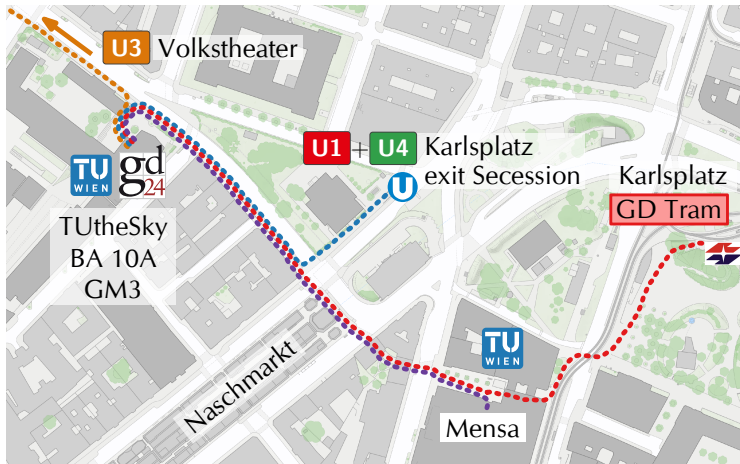 U3 Volkstheater
U1 + U4 Karlsplatz
exit Secession
U
Karlsplatz
GD Tram
TU
WIEN
gd
24
TUtheSky
BA 10A
GM3
Naschmarkt
TU
WIEN
Mensa